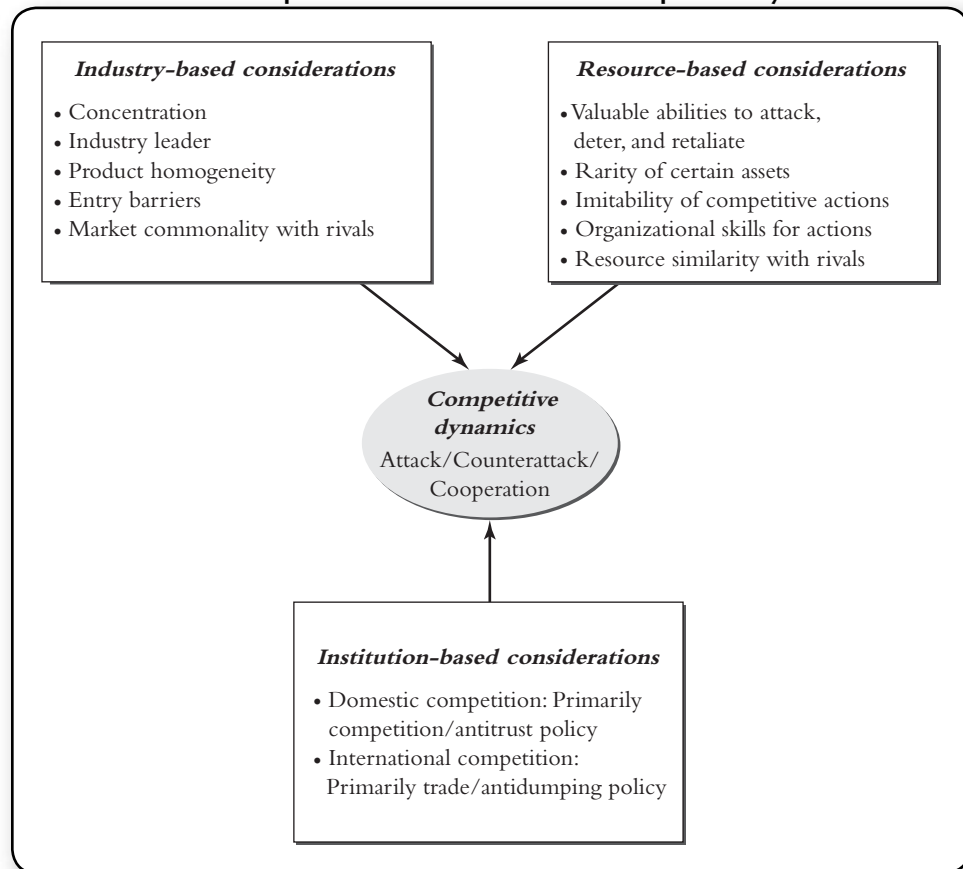 Industry-based considerations
• Concentration
• Industry leader
• Product homogeneity
• Entry barriers
• Market commonality with rivals
Resource-based considerations
• Valuable abilities to attack,
deter, and retaliate
• Rarity of certain assets
• Imitability of competitive actions
• Organizational skills for actions
• Resource similarity with rivals
Competitive
dynamics
Attack/Counterattack/
Cooperation
Institution-based considerations
• Domestic competition: Primarily
competition/antitrust policy
• International competition:
Primarily trade/antidumping policy